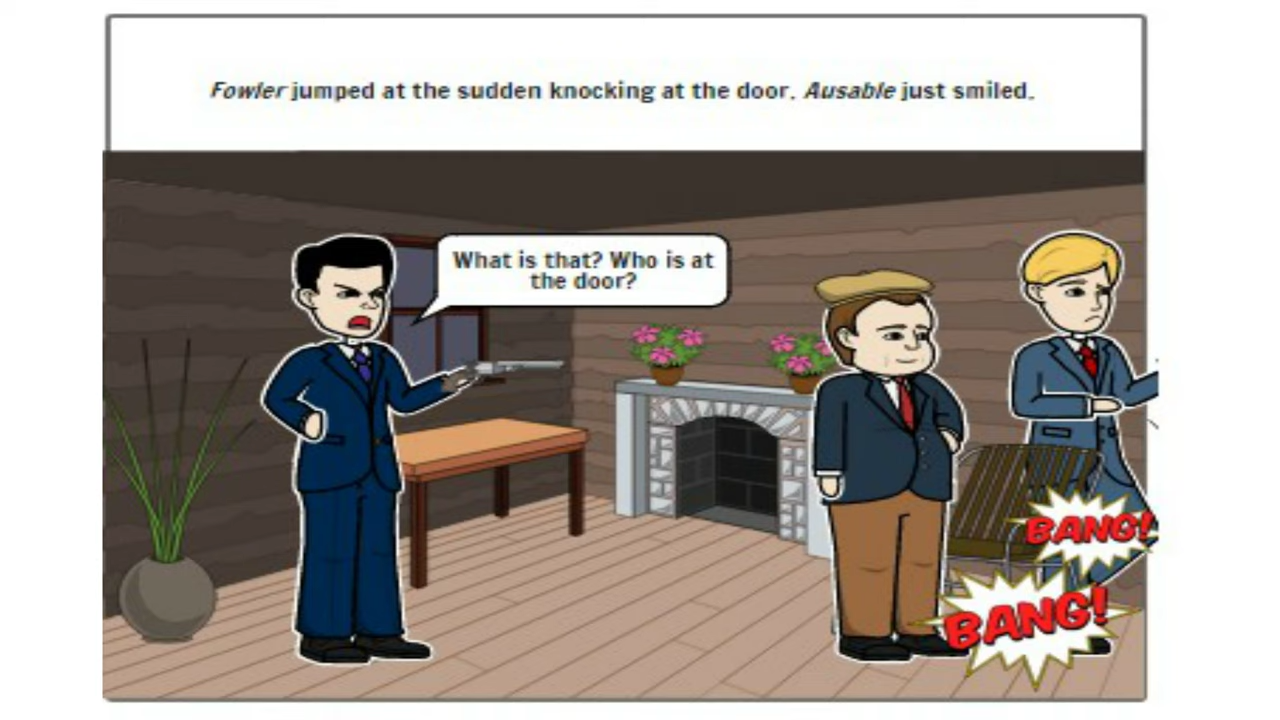 Fowler jumped at the sudden knocking at the door. Ausable just smiled.
What is that? Who is at
the door?
BANG!
BANG!